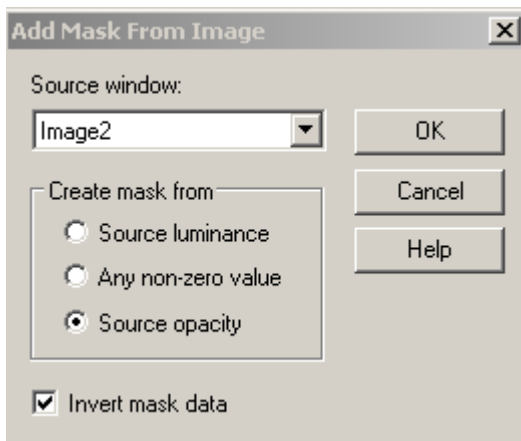 Add Mask From Image
Source window:
Image2
OK
Create mask from
Cancel
Source luminance
Help
Any non-zero value
Source opacity
Invert mask data